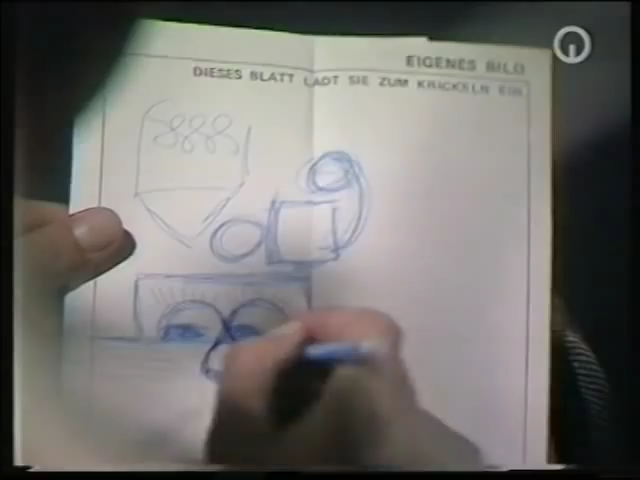 EIGENES BILD
DIESES BLATT LÄDT SIE ZUM KRICKELN EIN